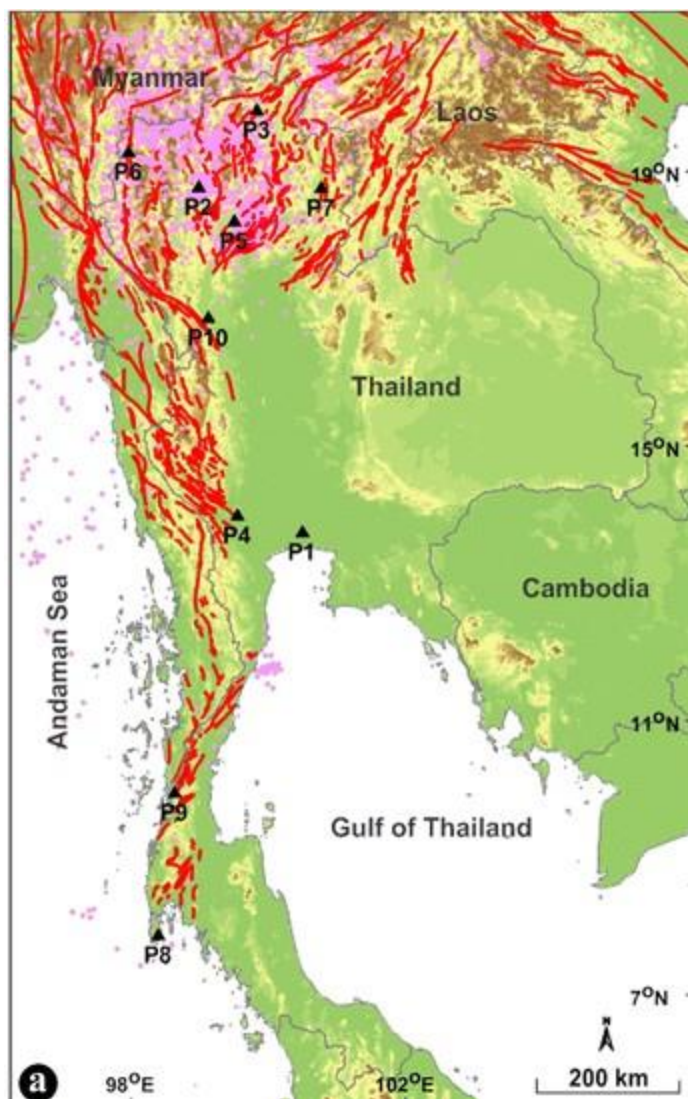 Myanmar
P3
Laos
P6
19°N
P2
P7
P5
P10
Thailand
15°N
P4
P1
Cambodia
Andaman Sea
11°N
P9
Gulf of Thailand
P8
7°N
N
a
98°E
102°E
200 km